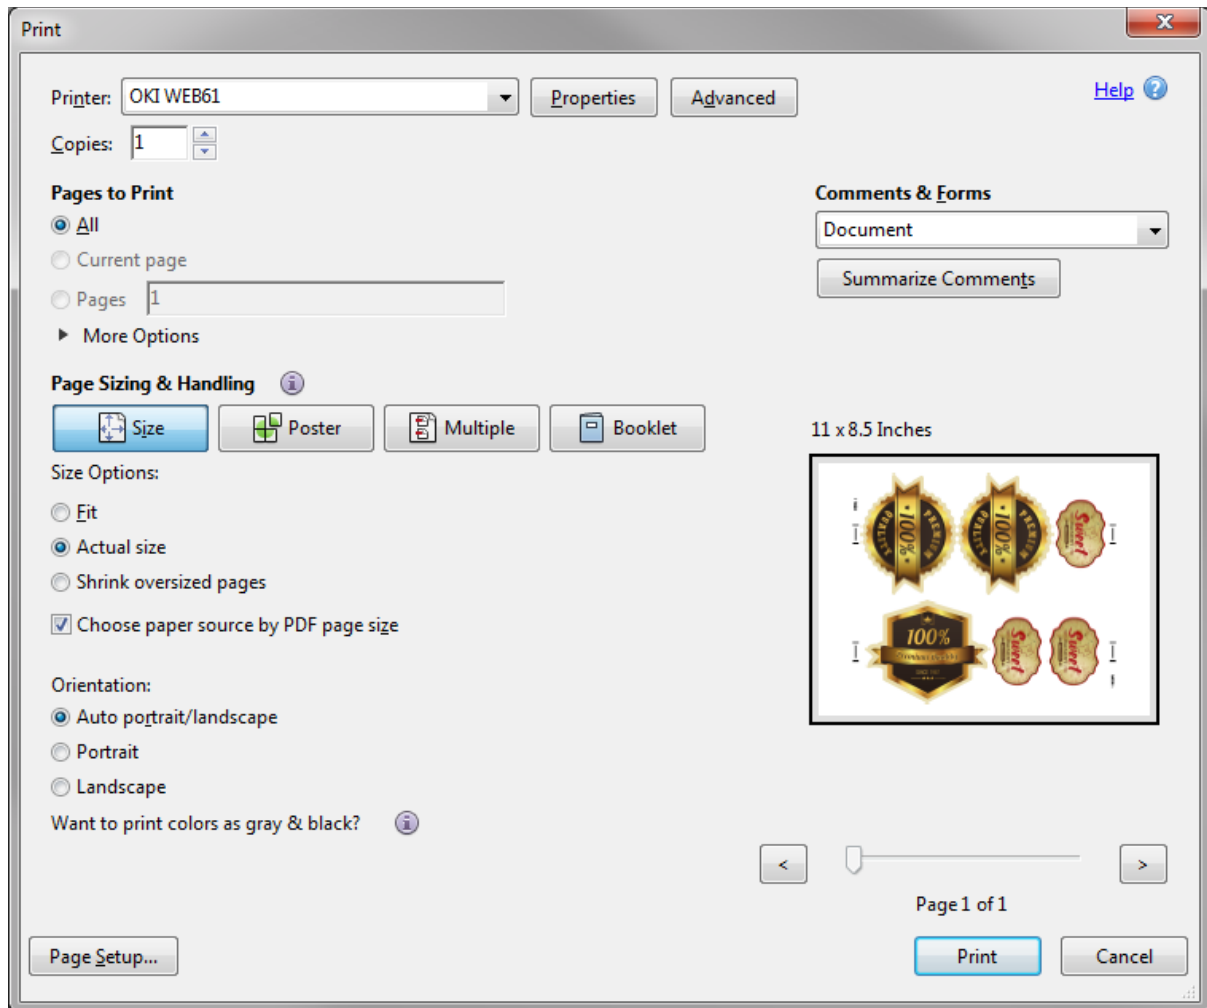 Print
Printer: OKI WEB61 Properties Advanced Help
Copies: 1
Pages to Print
All
Current page
Pages 1
More Options
Comments & Forms
Document
Summarize Comments
Page Sizing & Handling
Size Poster Multiple Booklet
Size Options:
Fit
Actual size
Shrink oversized pages
Choose paper source by PDF page size
Orientation:
Auto portrait/landscape
Portrait
Landscape
Want to print colors as gray & black?
11 x 8.5 Inches
PREMIUM
100%
QUALITY
PREMIUM
100%
QUALITY
Sweet
100%
Sweet
Sweet
< >
Page 1 of 1
Page Setup... Print Cancel